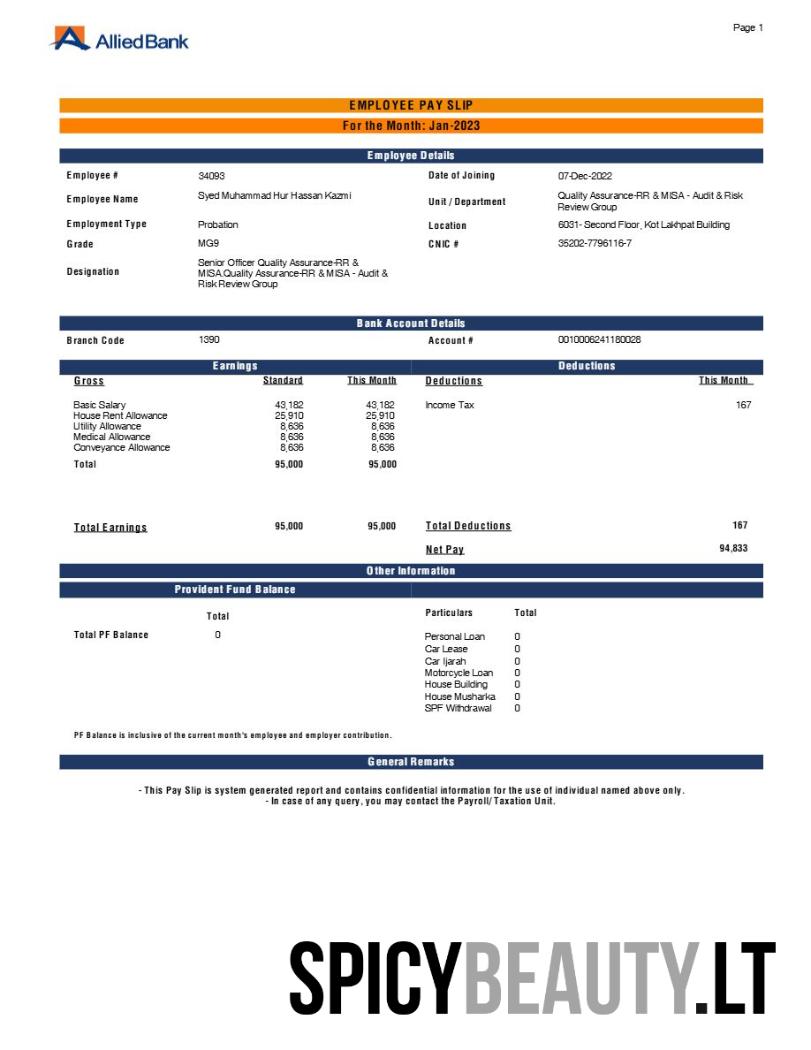 AlliedBank
Page 1
EMPLOYEE PAY SLIP
For the Month: Jan-2023
Employee Details
Employee # 34093 Date of Joining 07-Dec-2022
Employee Name Syed Muhammad Hur Hassan Kazmi Unit / Department Quality Assurance-RR & MISA - Audit & Risk
Review Group
Employment Type Probation Location 6031- Second Floor, Kot Lakhpat Building
Grade MG9 CNIC # 35202-7796116-7
Designation Senior Officer Quality Assurance-RR &
MISA.Quality Assurance-RR & MISA - Audit &
Risk Review Group
Bank Account Details
Branch Code 1390 Account # 0010006241180028
Earnings Deductions
Gross Standard This Month Deductions This Month
Basic Salary 43,182 43,182 Income Tax 167
House Rent Allowance 25,910 25,910
Utility Allowance 8,636 8,636
Medical Allowance 8,636 8,636
Conveyance Allowance 8,636 8,636
Total 95,000 95,000
Total Earnings 95,000 95,000 Total Deductions 167
Net Pay 94,833
Other Information
Provident Fund Balance
Total Particulars Total
Total PF Balance 0 Personal Loan 0
Car Lease 0
Car Ijarah 0
Motorcycle Loan 0
House Building 0
House Musharka 0
SPF Withdrawal 0
PF Balance is inclusive of the current month's employee and employer contribution.
General Remarks
- This Pay Slip is system generated report and contains confidential information for the use of individual named above only.
- In case of any query, you may contact the Payroll/ Taxation Unit.
SPICYBEAUTY.LT